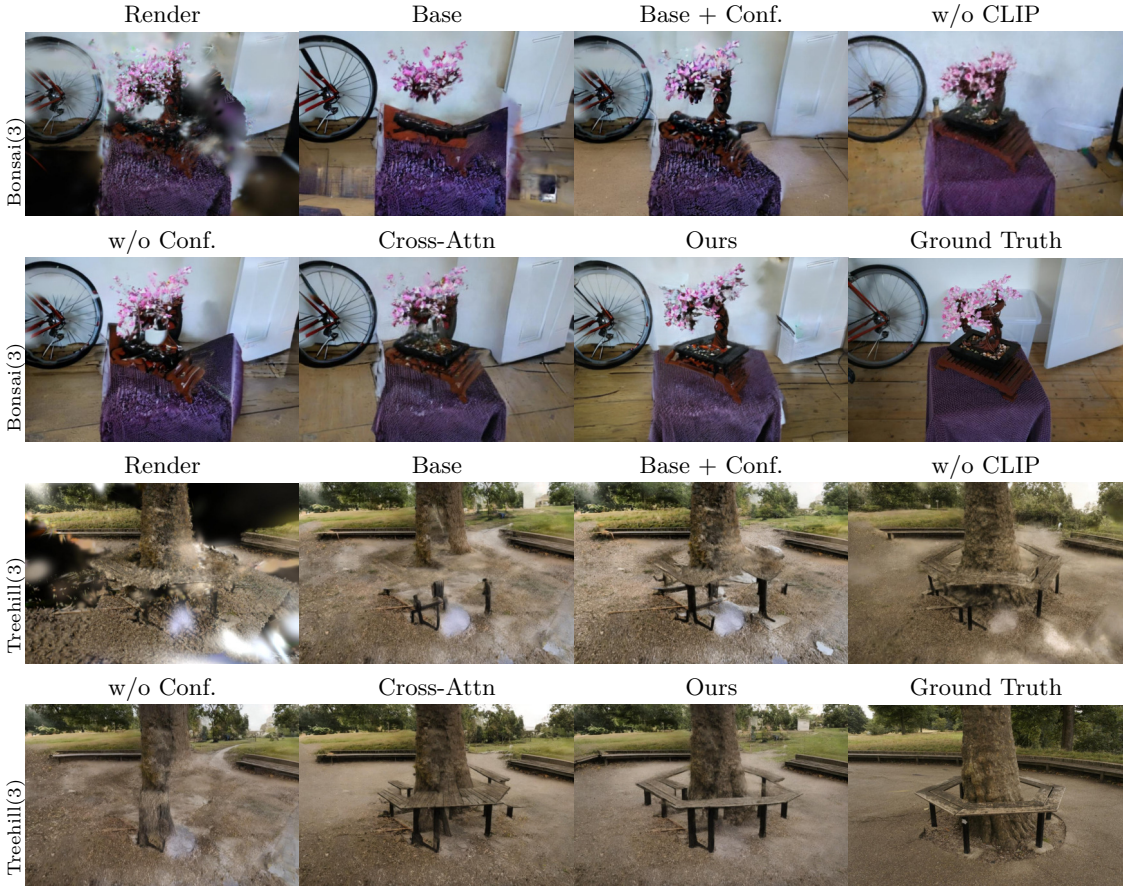 Render Base Base + Conf. w/o CLIP
Bonsai(3)
w/o Conf. Cross-Attn Ours Ground Truth
Bonsai(3)
Render Base Base + Conf. w/o CLIP
Treehill(3)
w/o Conf. Cross-Attn Ours Ground Truth
Treehill(3)